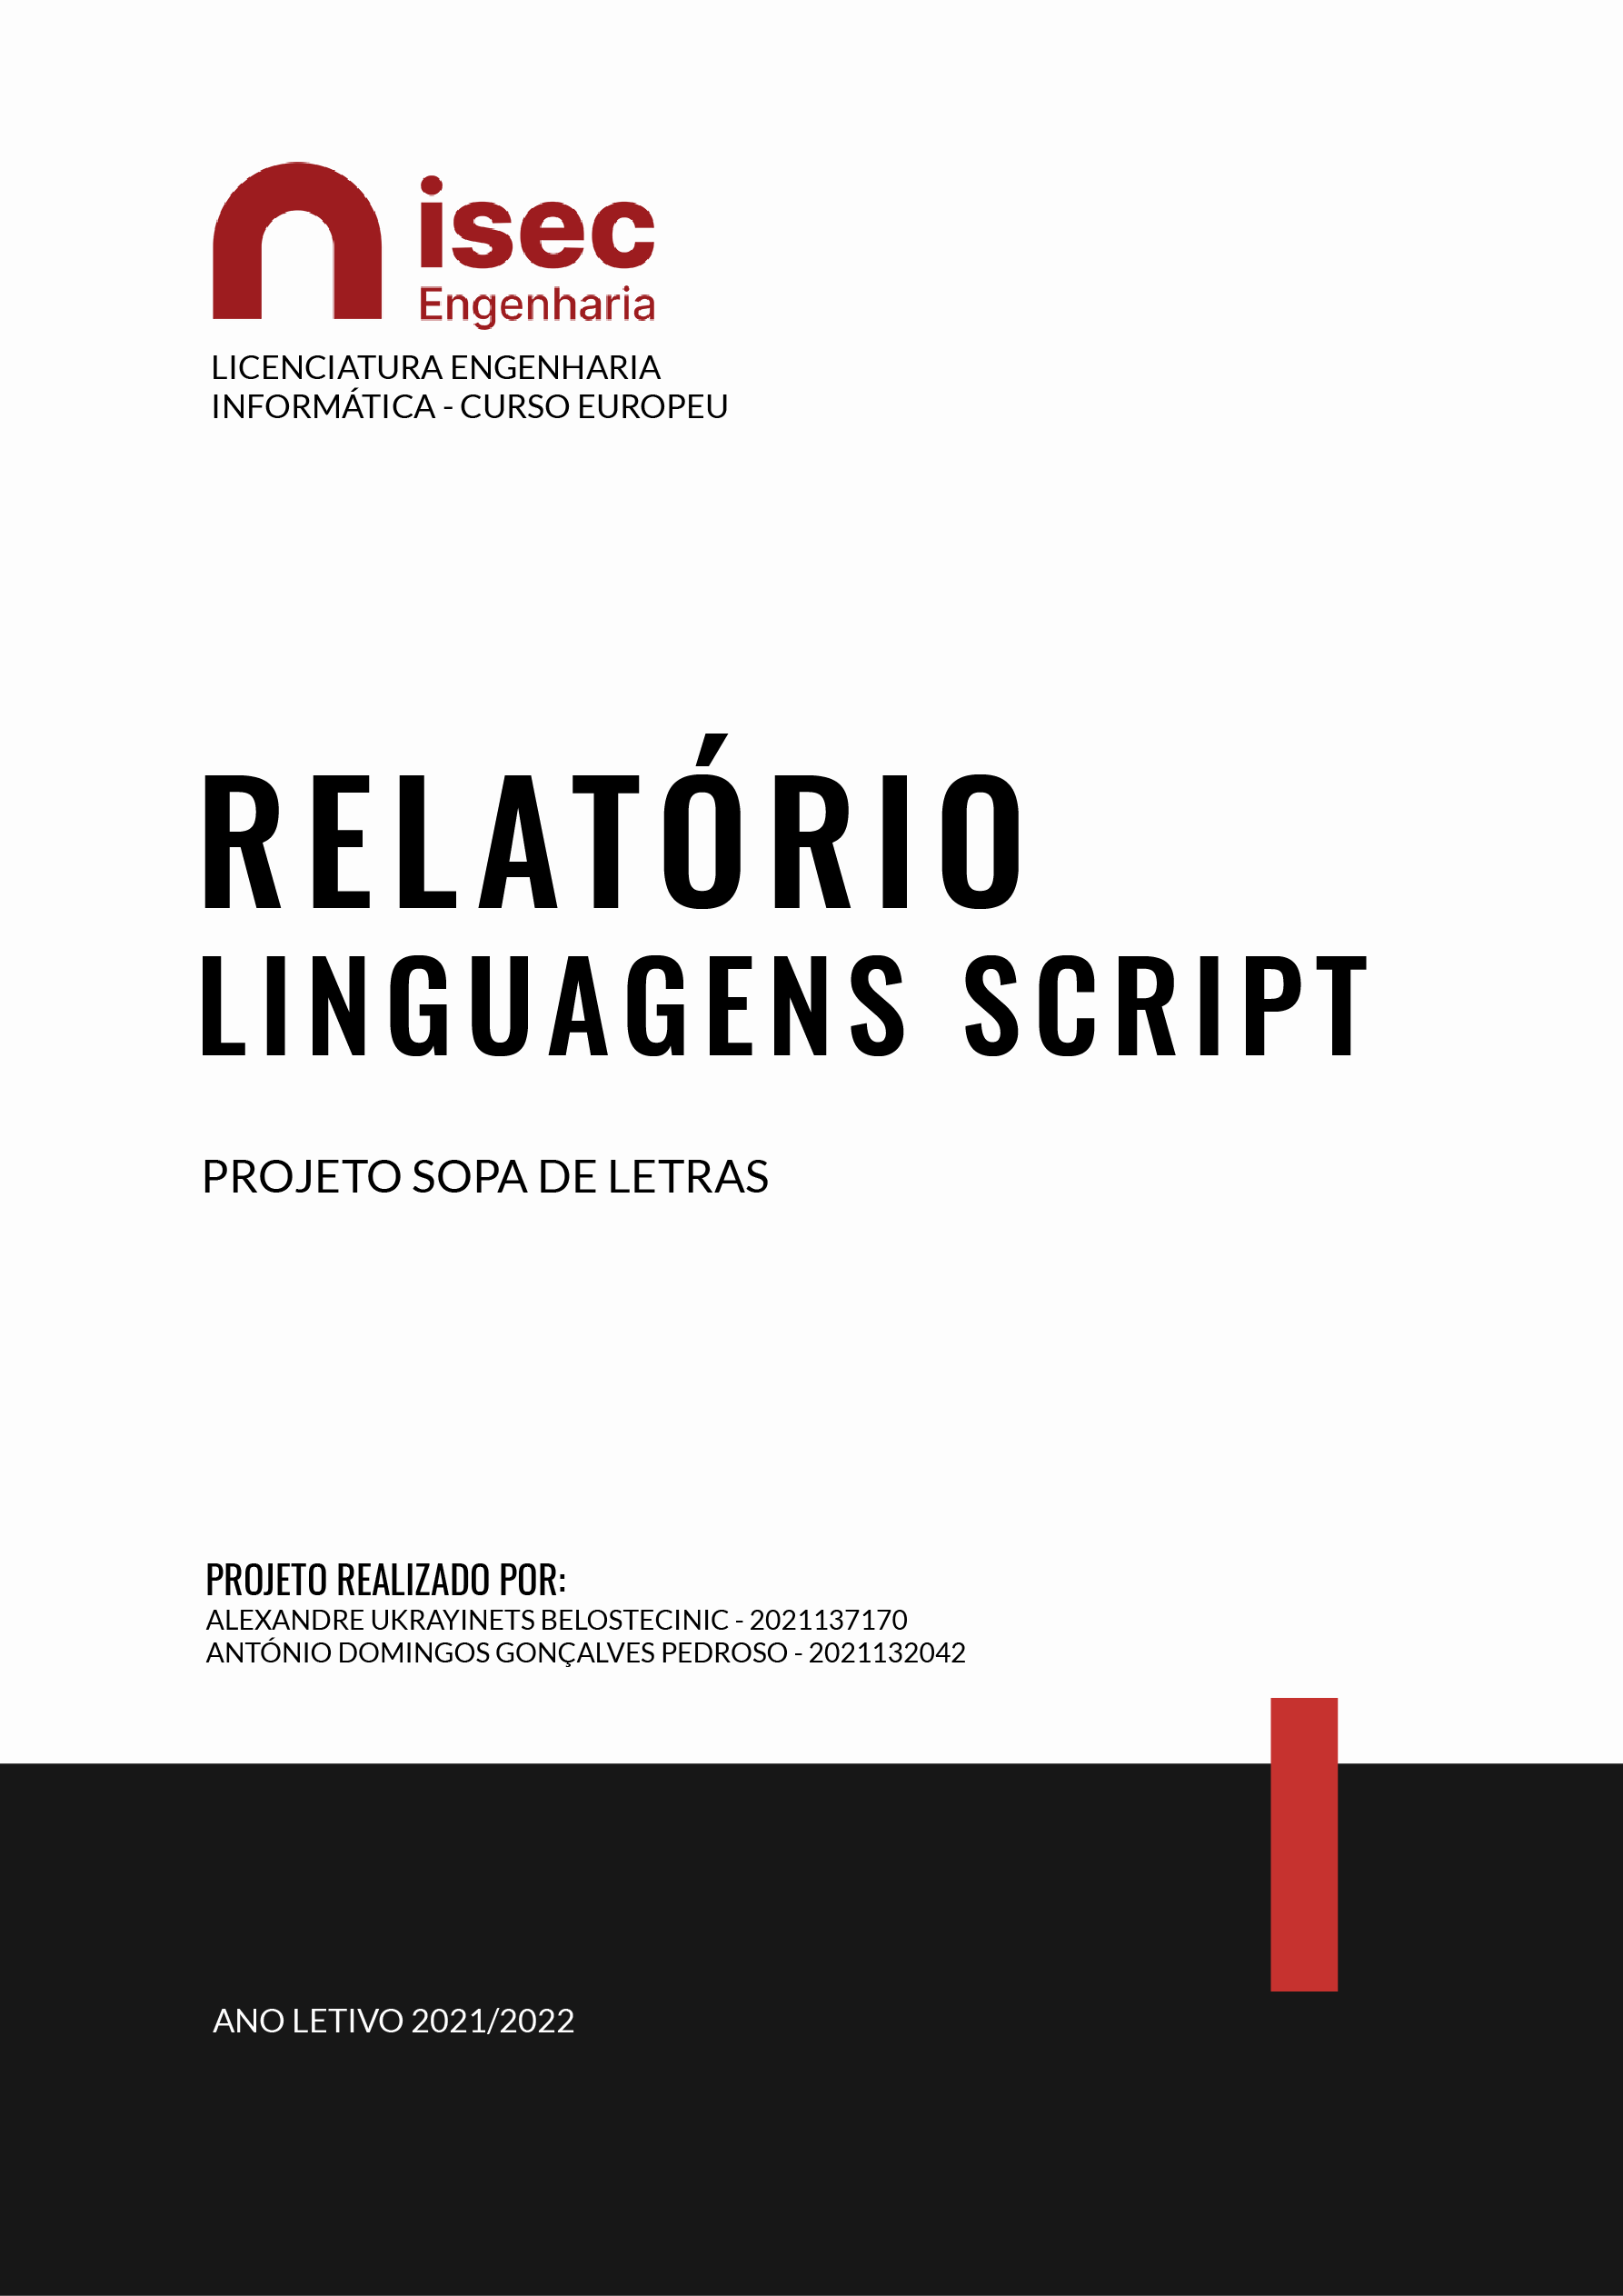 isec
Engenharia
LICENCIATURA ENGENHARIA
INFORMÁTICA - CURSO EUROPEU
RELATÓRIO
LINGUAGENS SCRIPT
PROJETO SOPA DE LETRAS
PROJETO REALIZADO POR:
ALEXANDRE UKRAYINETS BELOSTECINIC - 2021137170
ANTÓNIO DOMINGOS GONÇALVES PEDROSO - 2021132042
ANO LETIVO 2021/2022